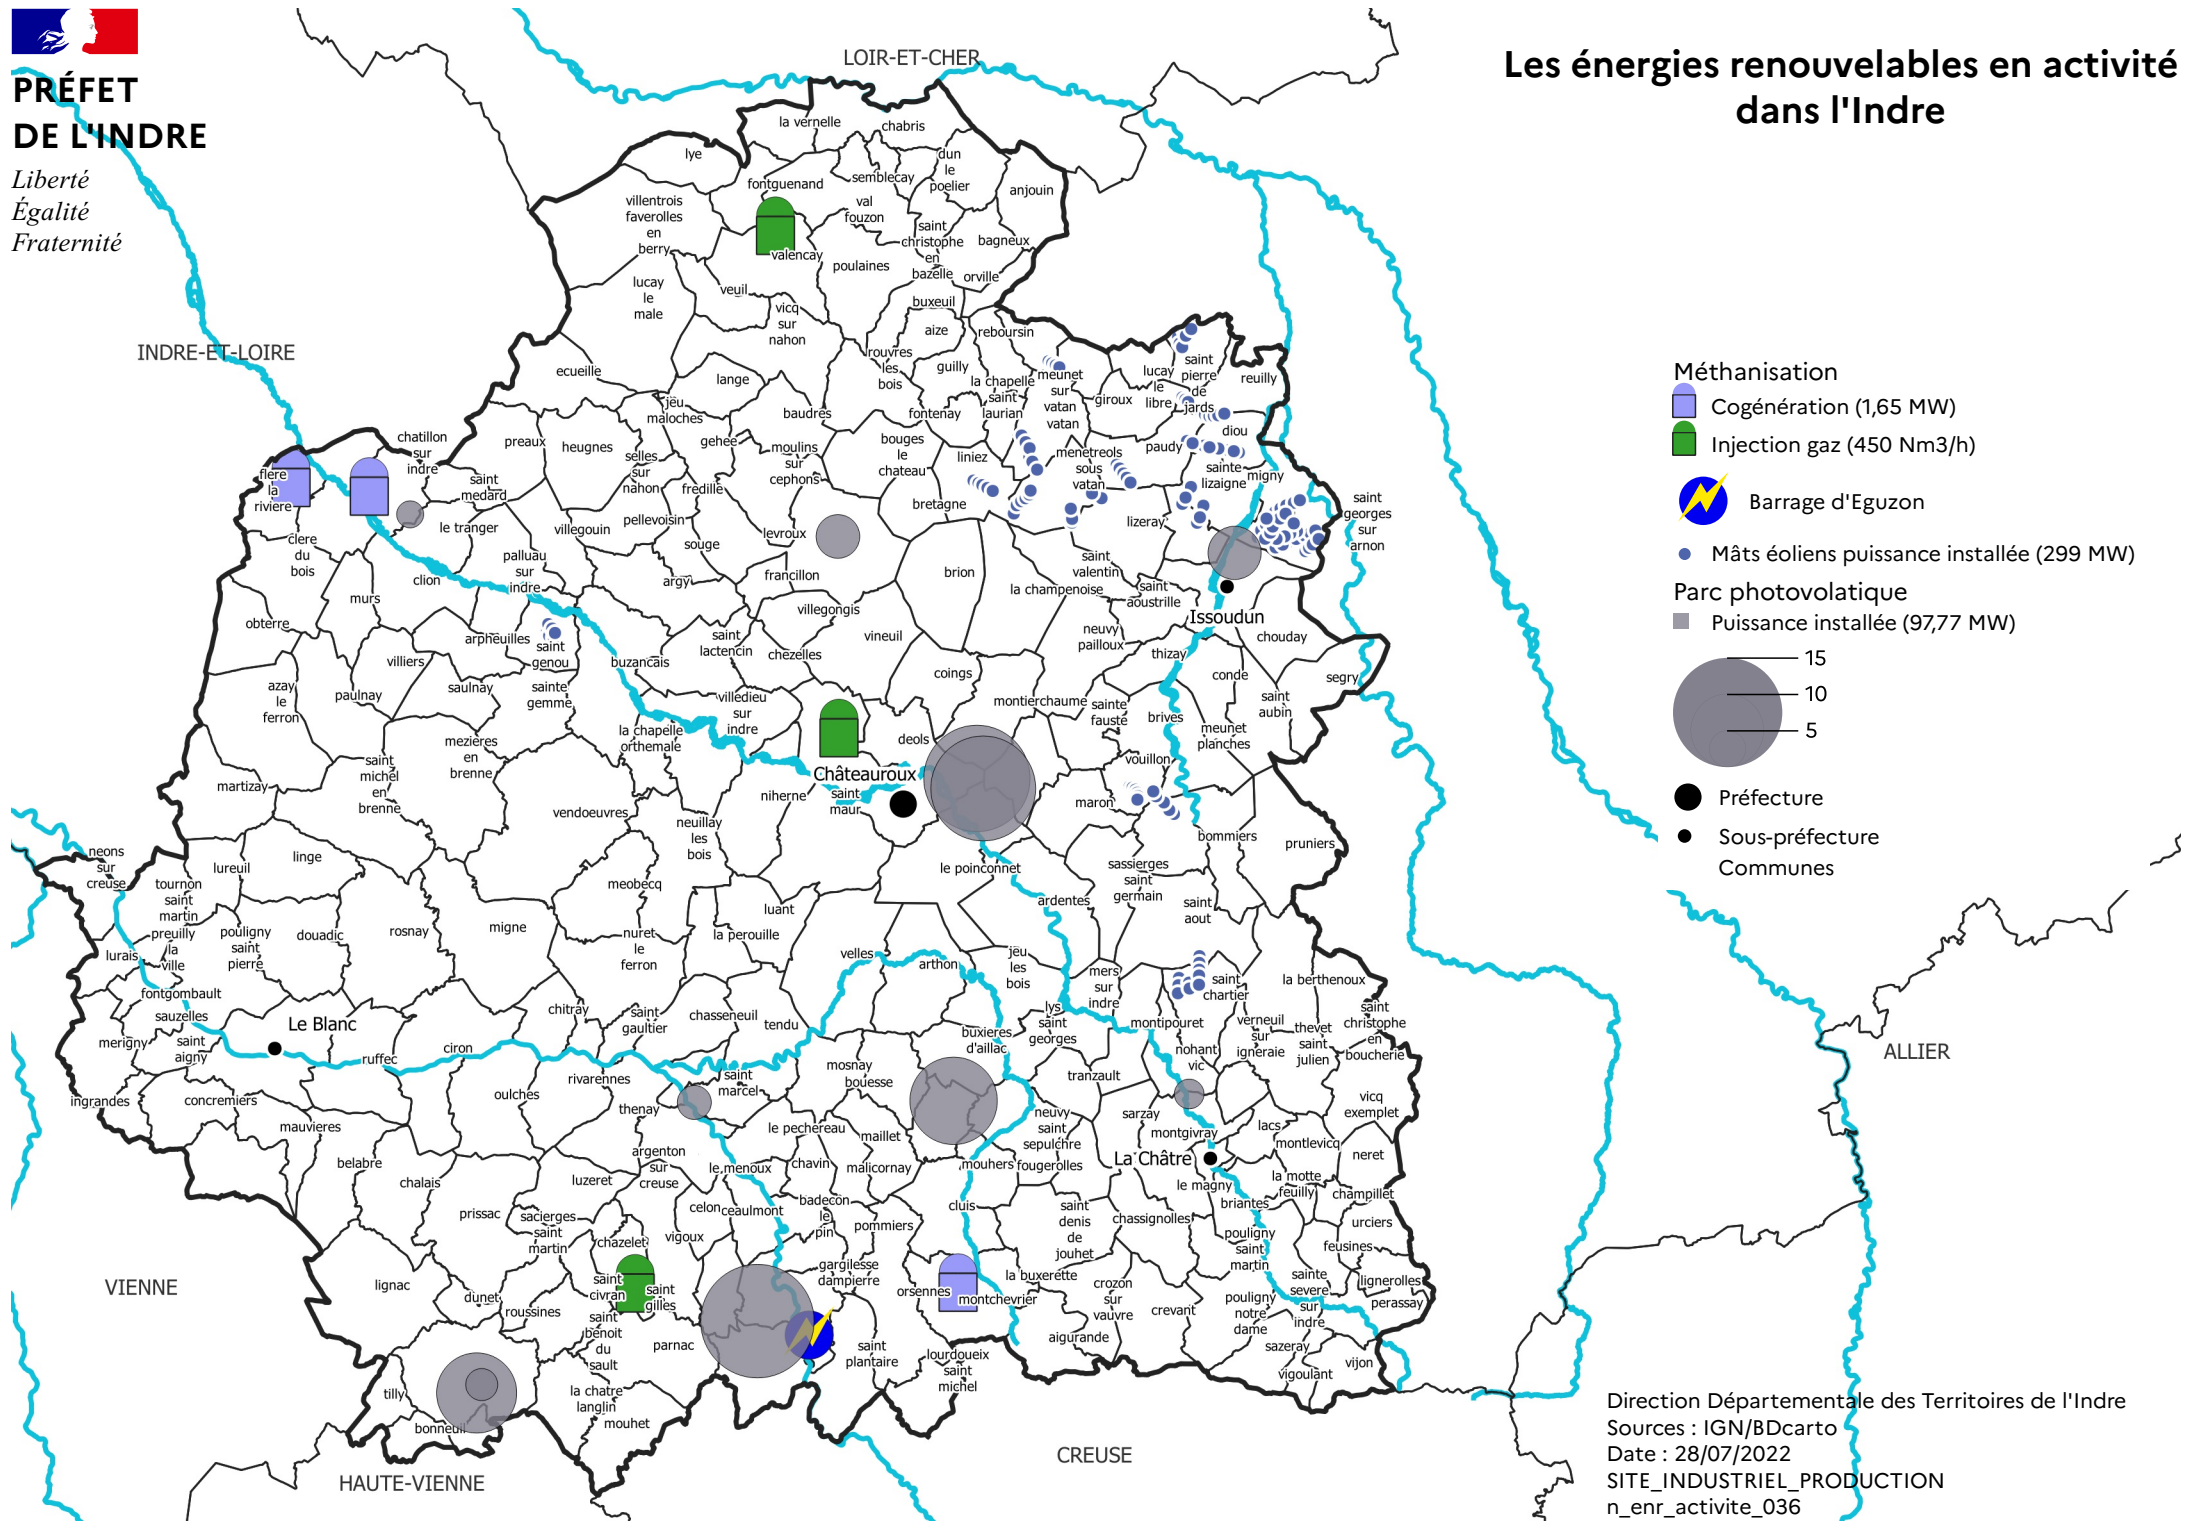 PRÉFET
DE L'INDRE
Liberté
Égalité
Fraternité
Les énergies renouvelables en activité
dans l'Indre
LOIR-ET-CHER
INDRE-ET-LOIRE
VIENNE
HAUTE-VIENNE
CREUSE
ALLIER
Méthanisation
Cogénération (1,65 MW)
Injection gaz (450 Nm3/h)
Barrage d'Eguzon
Mâts éoliens puissance installée (299 MW)
Parc photovolatique
Puissance installée (97,77 MW)
15
10
5
Préfecture
Sous-préfecture
Communes
la vernelle
chabris
lye
dun
le
poelier
fontguenand
semblecay
anjouin
villentrois
faverolles
en
berry
val
fouzon
saint
christophe
en
bazelle
bagneux
valencay
poulaines
orville
lucay
le
male
veuil
vicq
sur
nahon
buxeuil
aize
reboursin
ecueille
lange
rouvres
les
bois
guilly
la chapelle
saint
laurian
meunet
sur
vatan
vatan
giroux
lucay
le
libre
saint
pierre
de
jards
reuilly
jeu
maloches
baudres
fontenay
diou
paudy
chatillon
sur
indre
preaux
heugnes
gehee
moulins
sur
cephons
bouges
le
chateau
liniez
menetreols
sous
vatan
sainte
lizaigne
migny
flere
la
riviere
saint
medard
selles
sur
nahon
fredille
bretagne
lizeray
saint
georges
sur
arnon
le tranger
villegouin
pellevoisin
levroux
clere
du
bois
palluau
sur
indre
souge
francillon
brion
saint
valentin
clion
argy
la champenoise
saint
aoustrille
murs
villegongis
Issoudun
obterre
arpheuilles
saint
genou
saint
lactencin
vineuil
neuvy
pailloux
chouday
villiers
buzancais
chezelles
thizay
azay
le
ferron
paulnay
saulnay
sainte
gemme
coings
conde
segry
villedieu
sur
indre
montierchaume
sainte
fauste
brives
saint
aubin
la chapelle
orthemale
deols
meunet
planches
mezieres
en
brenne
saint
michel
en
brenne
Châteauroux
vouillon
martizay
niherne
saint
maur
maron
vendoeuvres
neuillay
les
bois
bommiers
pruniers
neons
sur
creuse
linge
lureuil
le poinconnet
sassierges
saint
germain
tournon
saint
martin
meobecq
ardentes
saint
aout
luant
preuilly
la
ville
pouligny
saint
pierre
douadic
rosnay
migne
nuret
le
ferron
la perouille
lurais
velles
arthon
jeu
les
bois
mers
sur
indre
saint
chartier
la berthenoux
fontgombault
sauzelles
Le Blanc
chitray
saint
gaultier
chasseneuil
tendu
lys
saint
georges
montipouret
verneuil
sur
igneraie
thevet
saint
julien
saint
christophe
en
boucherie
merigny
saint
aigny
ruffec
ciron
buxieres
d'aillac
nohant
vic
mosnay
bouesse
tranzault
rivarennes
saint
marcel
ingrandes
concremiers
oulches
thenay
vicq
exemplet
mauvieres
le pechereau
maillet
neuvy
saint
sepulchre
sarzay
montgivray
lacs
montlevicq
belabre
argenton
sur
creuse
le menoux
chavin
malicornay
mouhers
fougerolles
La Châtre
neret
chalais
luzeret
le magny
la motte
feuilly
champillet
prissac
celon
ceaulmont
badecon
le
pin
cluis
briantes
sacierges
saint
martin
pommiers
saint
denis
de
jouhet
chassignolles
urciers
chazelet
vigoux
pouligny
saint
martin
feusines
lignac
saint
civran
saint
gilles
gargilesse
dampierre
la buxerette
sainte
severe
sur
indre
lignerolles
dunet
roussines
orsennes
montchevrier
crozon
sur
vauvre
crevant
pouligny
notre
dame
perassay
saint
benoit
du
sault
parnac
aigurande
saint
plantaire
lourdoueix
saint
michel
sazeray
vijon
vigoulant
tilly
la chatre
langlin
mouhet
bonneuil
Direction Départementale des Territoires de l'Indre
Sources : IGN/BDcarto
Date : 28/07/2022
SITE_INDUSTRIEL_PRODUCTION
n_enr_activite_036